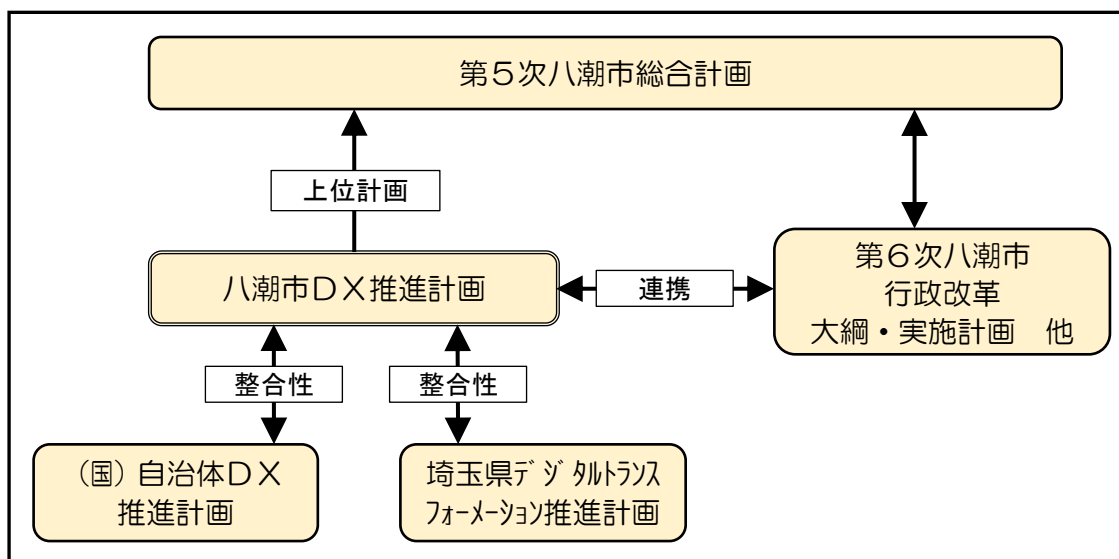 第５次八潮市総合計画
上位計画
八潮市ＤＸ推進計画
連携
第６次八潮市
行政改革
大綱・実施計画　他
整合性
整合性
（国）自治体ＤＸ
推進計画
埼玉県ﾃﾞｼﾞﾀﾙﾄﾗﾝｽ
ﾌｫｰﾒｰｼｮﾝ推進計画